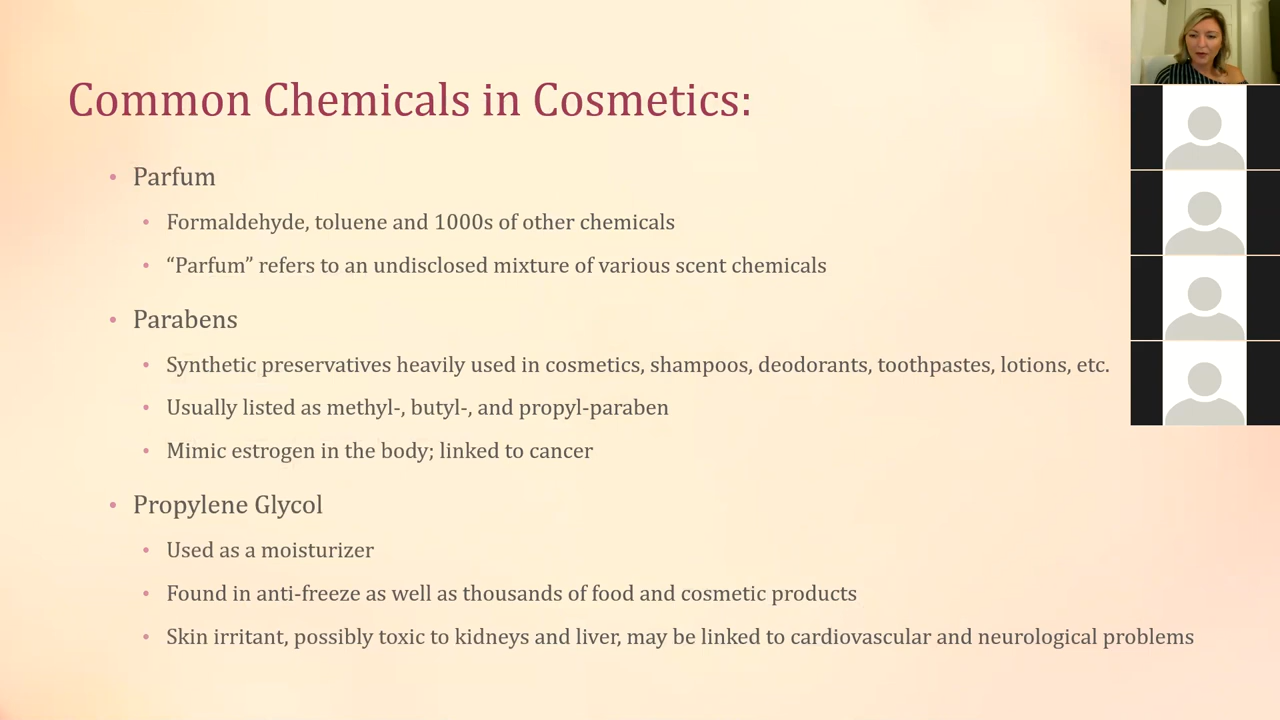 Common Chemicals in Cosmetics:
• Parfum
• Formaldehyde, toluene and 1000s of other chemicals
• “Parfum” refers to an undisclosed mixture of various scent chemicals
• Parabens
• Synthetic preservatives heavily used in cosmetics, shampoos, deodorants, toothpastes, lotions, etc.
• Usually listed as methyl-, butyl-, and propyl-paraben
• Mimic estrogen in the body; linked to cancer
• Propylene Glycol
• Used as a moisturizer
• Found in anti-freeze as well as thousands of food and cosmetic products
• Skin irritant, possibly toxic to kidneys and liver, may be linked to cardiovascular and neurological problems